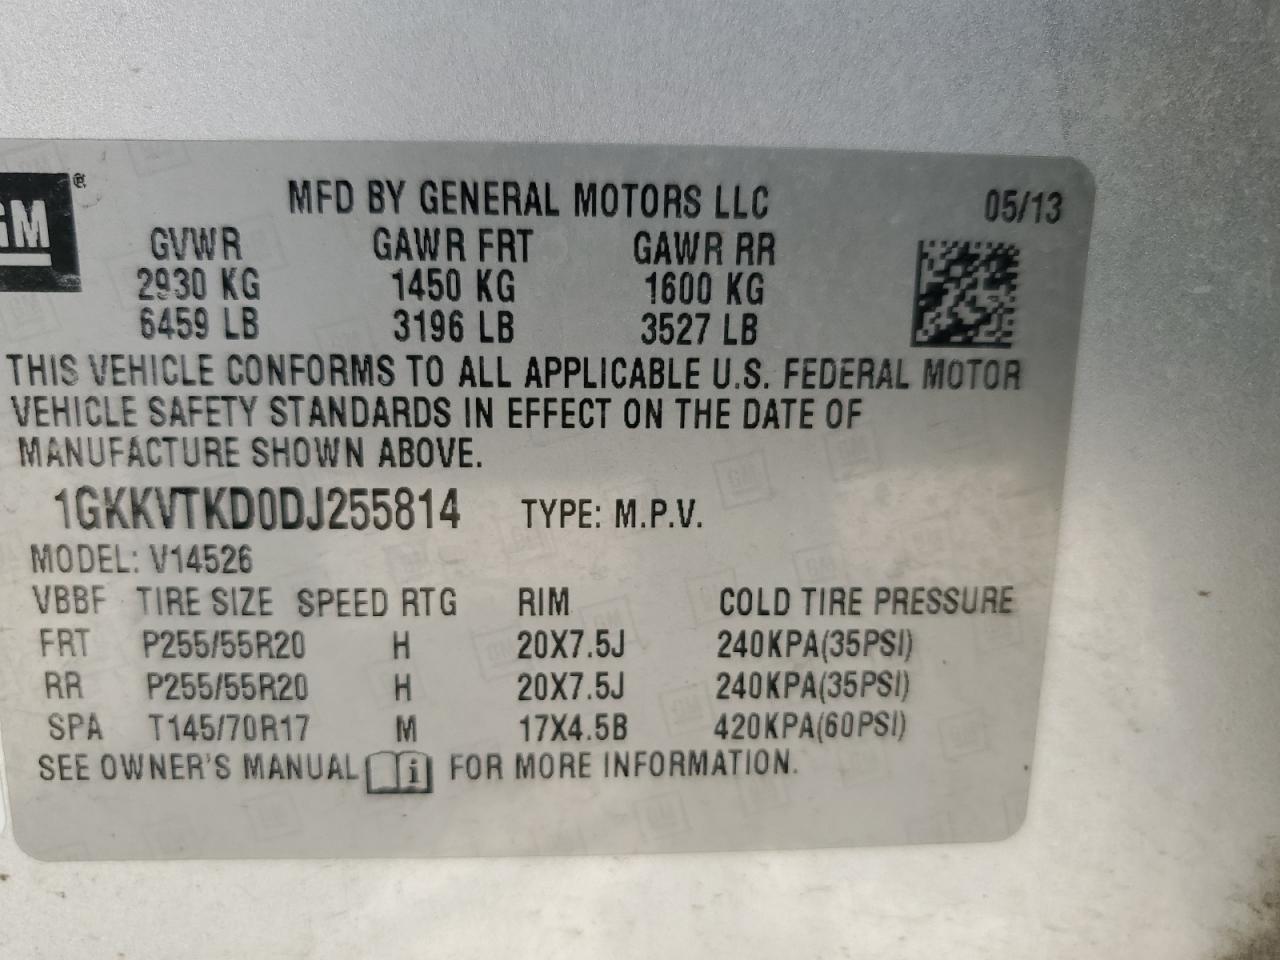 GM ®
MFD BY GENERAL MOTORS LLC 05/13
GVWR GAWR FRT GAWR RR
2930 KG 1450 KG 1600 KG
6459 LB 3196 LB 3527 LB
THIS VEHICLE CONFORMS TO ALL APPLICABLE U.S. FEDERAL MOTOR
VEHICLE SAFETY STANDARDS IN EFFECT ON THE DATE OF
MANUFACTURE SHOWN ABOVE.
1GKKVTKD0DJ255814 TYPE: M.P.V.
MODEL: V14526
VBBF TIRE SIZE SPEED RTG RIM COLD TIRE PRESSURE
FRT P255/55R20 H 20X7.5J 240KPA(35PSI)
RR P255/55R20 H 20X7.5J 240KPA(35PSI)
SPA T145/70R17 M 17X4.5B 420KPA(60PSI)
SEE OWNER'S MANUAL i FOR MORE INFORMATION.